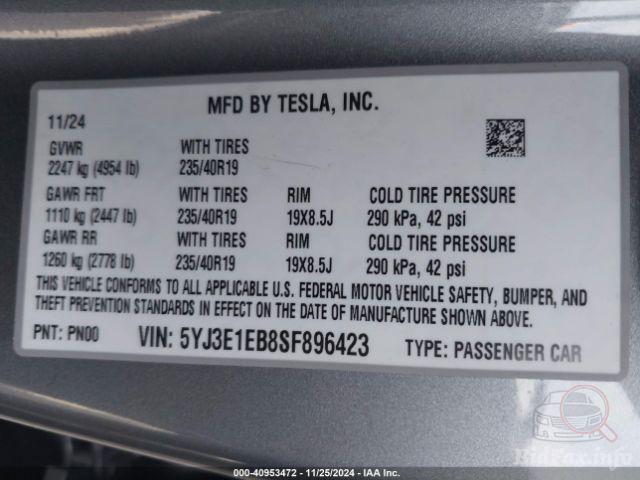 MFD BY TESLA, INC.
11/24
GVWR WITH TIRES
2247 kg (4954 lb) 235/40R19
GAWR FRT WITH TIRES RIM COLD TIRE PRESSURE
1110 kg (2447 lb) 235/40R19 19X8.5J 290 kPa, 42 psi
GAWR RR WITH TIRES RIM COLD TIRE PRESSURE
1260 kg (2778 lb) 235/40R19 19X8.5J 290 kPa, 42 psi
THIS VEHICLE CONFORMS TO ALL APPLICABLE U.S. FEDERAL MOTOR VEHICLE SAFETY, BUMPER, AND
THEFT PREVENTION STANDARDS IN EFFECT ON THE DATE OF MANUFACTURE SHOWN ABOVE.
PNT: PN00 VIN: 5YJ3E1EB8SF896423 TYPE: PASSENGER CAR
BidFax.info
000-40953472 - 11/25/2024 - IAA Inc.